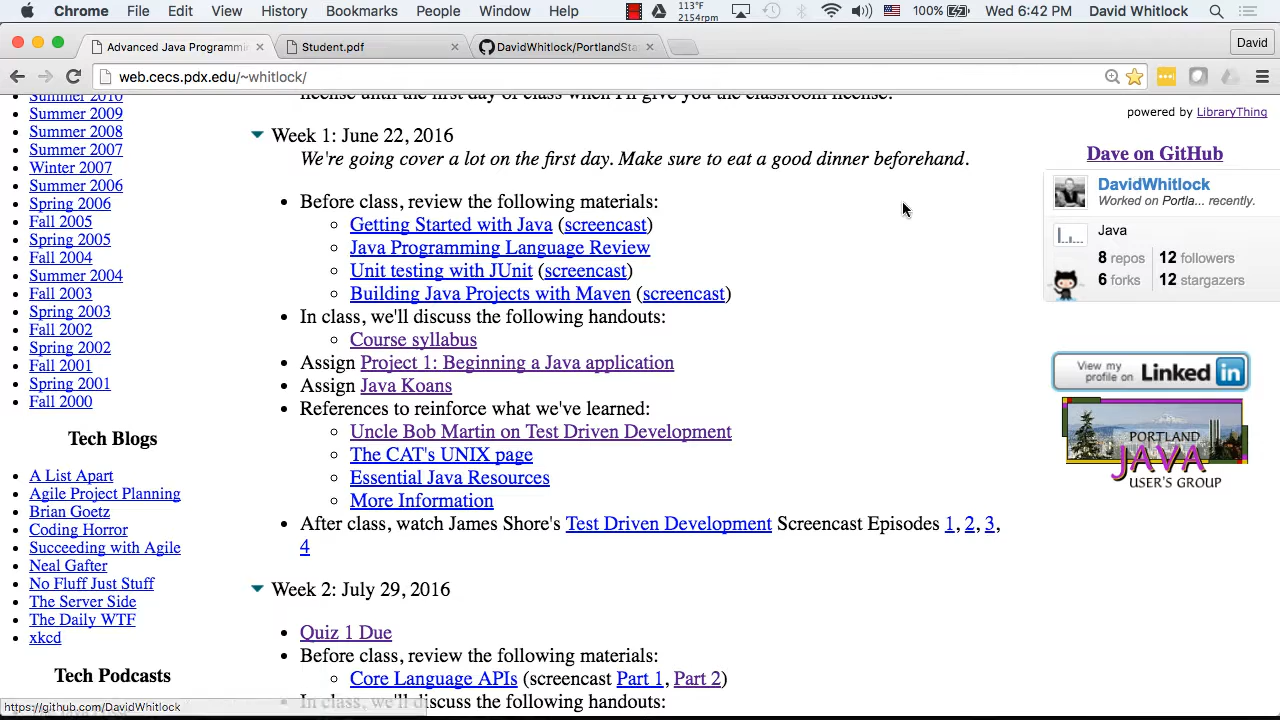 Chrome File Edit View History Bookmarks People Window Help 113°F 2154rpm 100% Wed 6:42 PM David Whitlock
Advanced Java Programmin Student.pdf DavidWhitlock/PortlandSta David
web.cecs.pdx.edu/~whitlock/
Summer 2010
Summer 2009
Summer 2008
Summer 2007
Winter 2007
Summer 2006
Spring 2006
Fall 2005
Spring 2005
Fall 2004
Summer 2004
Fall 2003
Spring 2003
Fall 2002
Spring 2002
Fall 2001
Spring 2001
Fall 2000
Tech Blogs
A List Apart
Agile Project Planning
Brian Goetz
Coding Horror
Succeeding with Agile
Neal Gafter
No Fluff Just Stuff
The Server Side
The Daily WTF
xkcd
Tech Podcasts
https://github.com/DavidWhitlock
license until the first day of class when I'll give you the classroom license.
Week 1: June 22, 2016
We're going cover a lot on the first day. Make sure to eat a good dinner beforehand.
Before class, review the following materials:
Getting Started with Java (screencast)
Java Programming Language Review
Unit testing with JUnit (screencast)
Building Java Projects with Maven (screencast)
In class, we'll discuss the following handouts:
Course syllabus
Assign Project 1: Beginning a Java application
Assign Java Koans
References to reinforce what we've learned:
Uncle Bob Martin on Test Driven Development
The CAT's UNIX page
Essential Java Resources
More Information
After class, watch James Shore's Test Driven Development Screencast Episodes 1, 2, 3,
4
Week 2: July 29, 2016
Quiz 1 Due
Before class, review the following materials:
Core Language APIs (screencast Part 1, Part 2)
In class, we'll discuss the following handouts:
powered by LibraryThing
Dave on GitHub
DavidWhitlock
Worked on Portla... recently.
Java
8 repos 12 followers
6 forks 12 stargazers
View my
profile on Linked in
PORTLAND
JAVA
USER'S GROUP